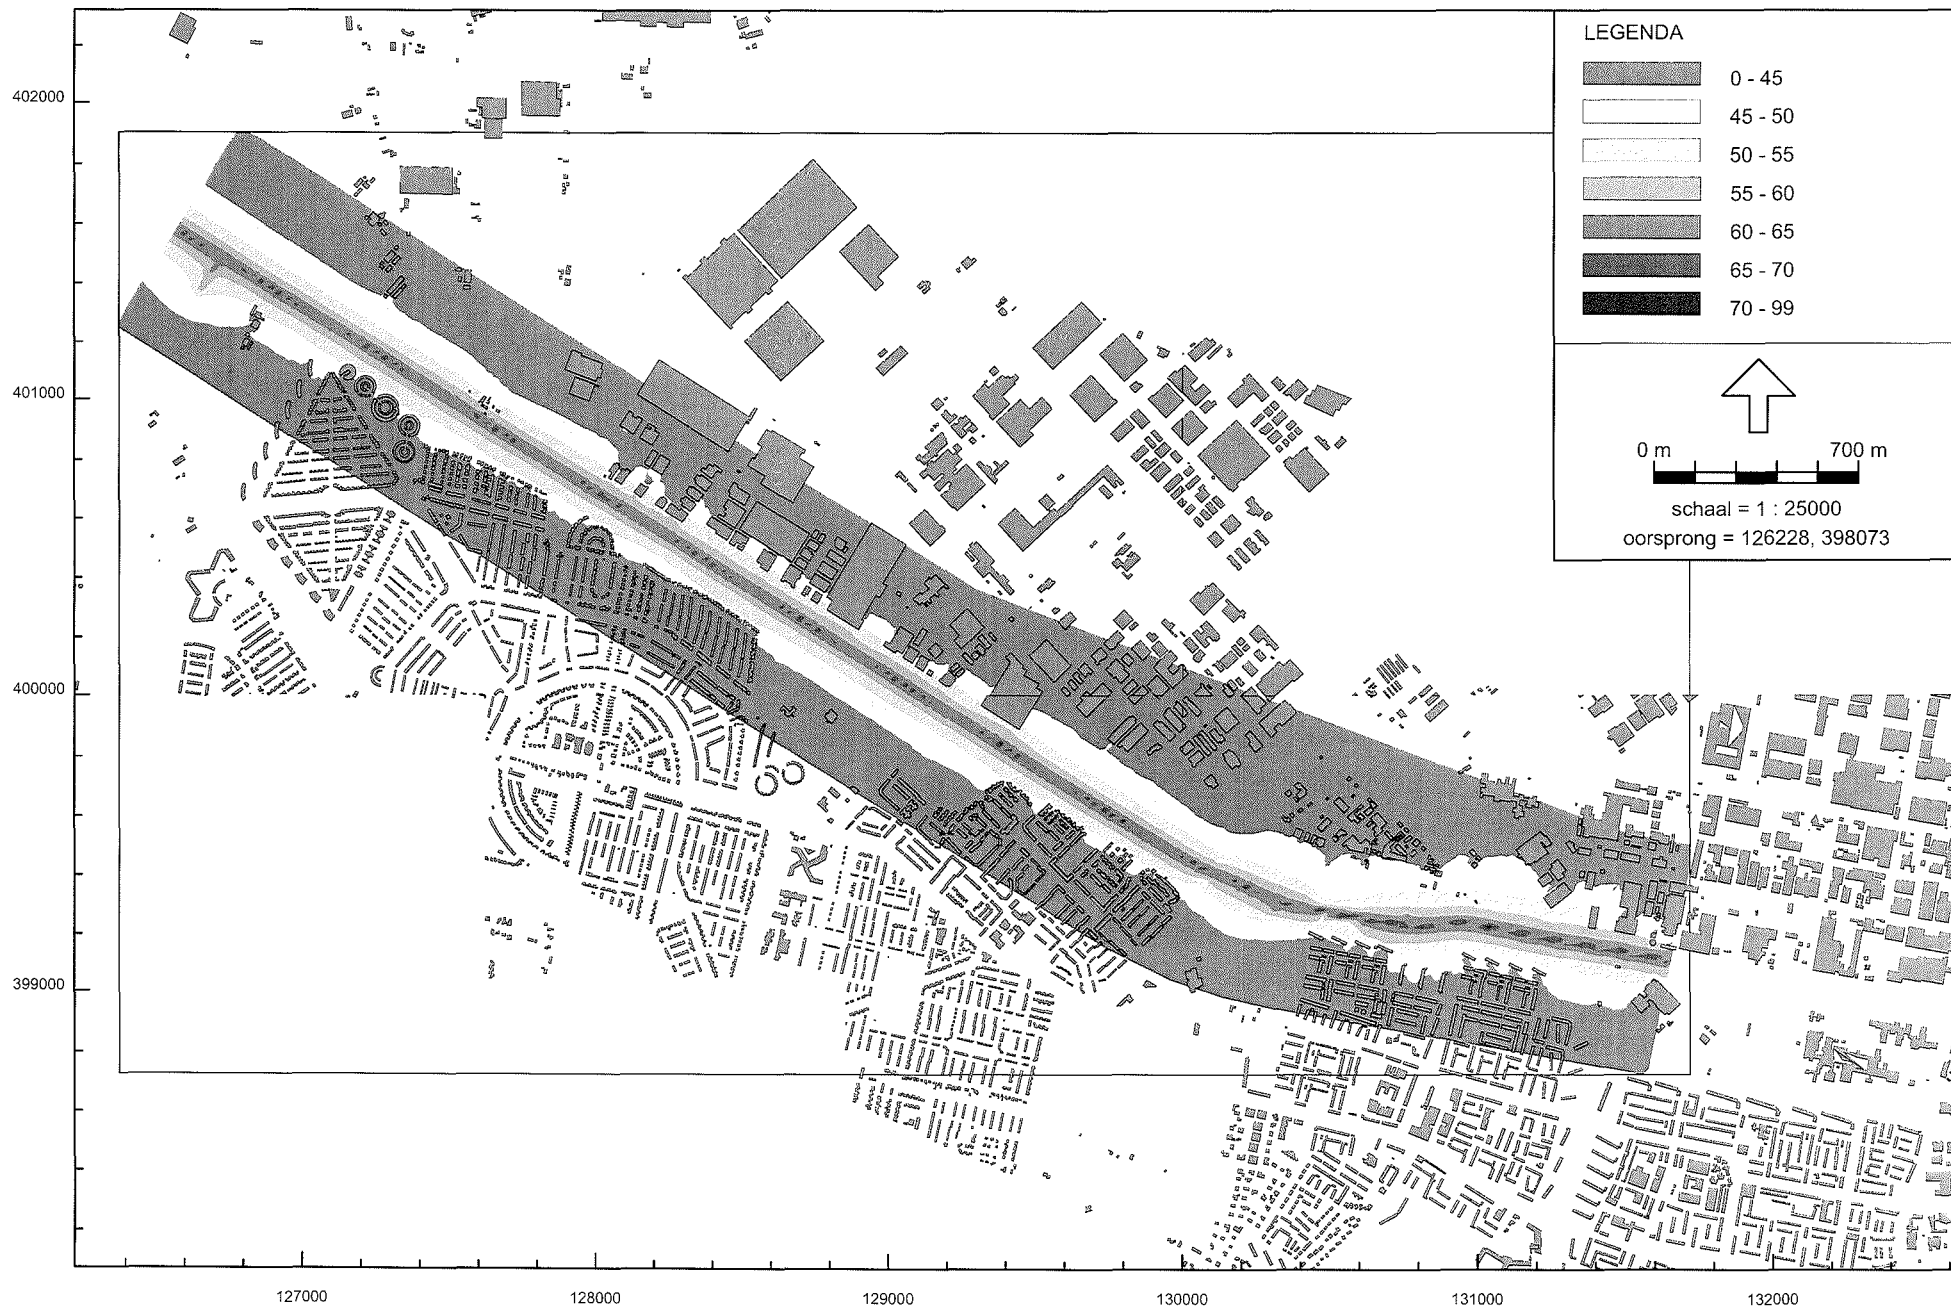 LEGENDA
0 - 45
45 - 50
50 - 55
55 - 60
60 - 65
65 - 70
70 - 99
0 m 700 m
schaal = 1 : 25000
oorsprong = 126228, 398073
402000
401000
400000
399000
127000 128000 129000 130000 131000 132000